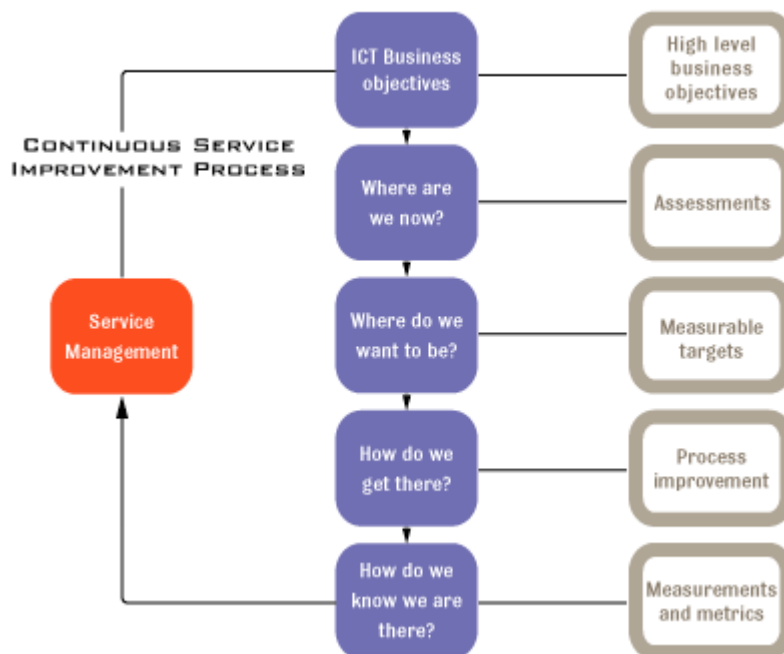 ICT Business
objectives
High level
business
objectives
CONTINUOUS SERVICE
IMPROVEMENT PROCESS
Where are
we now?
Assessments
Service
Management
Where do we
want to be?
Measurable
targets
How do we
get there?
Process
improvement
How do we
know we are
there?
Measurements
and metrics